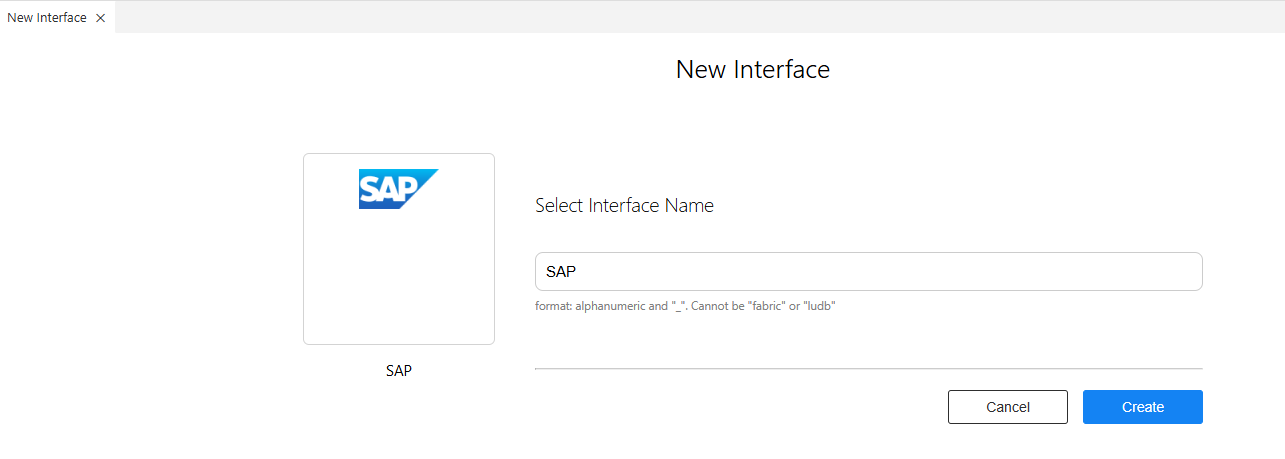 New Interface
New Interface
SAP
Select Interface Name
SAP
format: alphanumeric and "_". Cannot be "fabric" or "ludb"
SAP
Cancel
Create